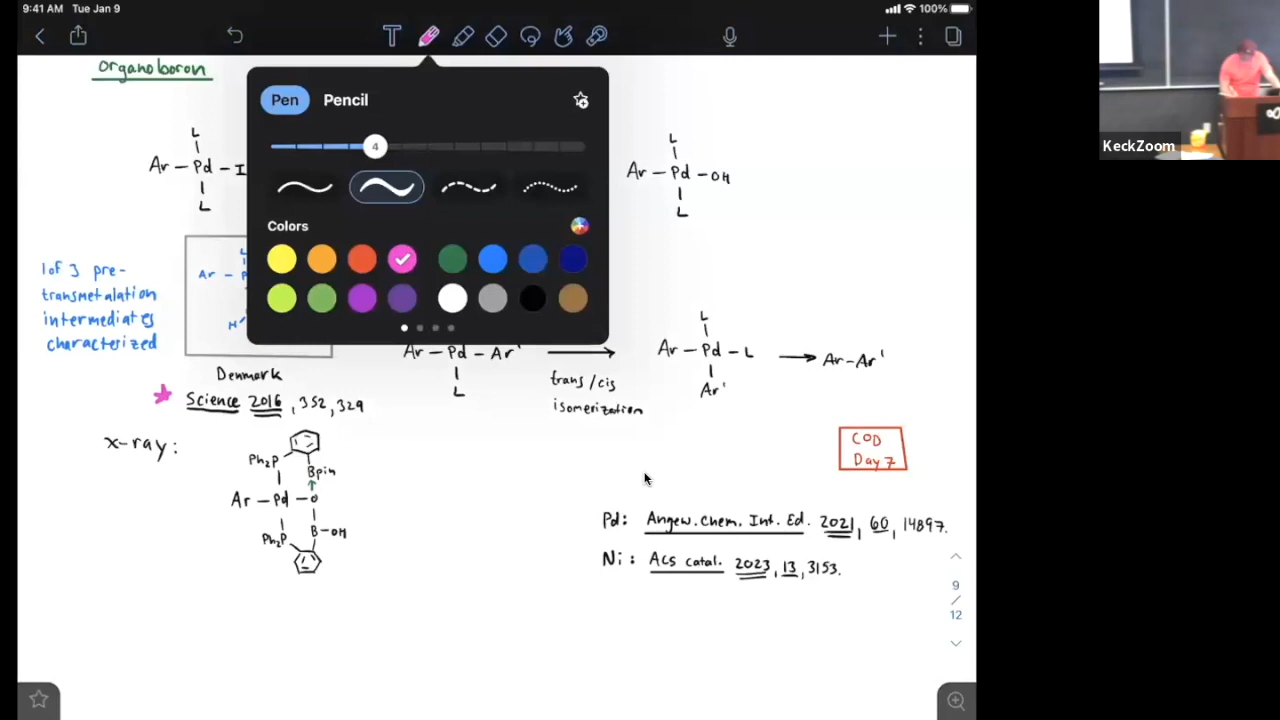 9:41 AM Tue Jan 9
100%
T
Organoboron
Pen
Pencil
4
Colors
L
Ar – Pd – I
L
L
Ar – Pd – OH
L
1 of 3 pre-
transmetalation
intermediates
characterized
L
Ar –
H
Denmark
Science 2016, 352, 329
Ar – Pd – Ar'
L
trans/cis
isomerization
L
Ar – Pd – L
Ar'
Ar–Ar'
COD
Day 7
x-ray:
Ph₂P
Bpin
Ar – Pd – O
Ph₂P
B–OH
Pd: Angew. Chem. Int. Ed. 2021, 60, 14897.
Ni: Acs catal. 2023, 13, 3153.
9
/
12
KeckZoom